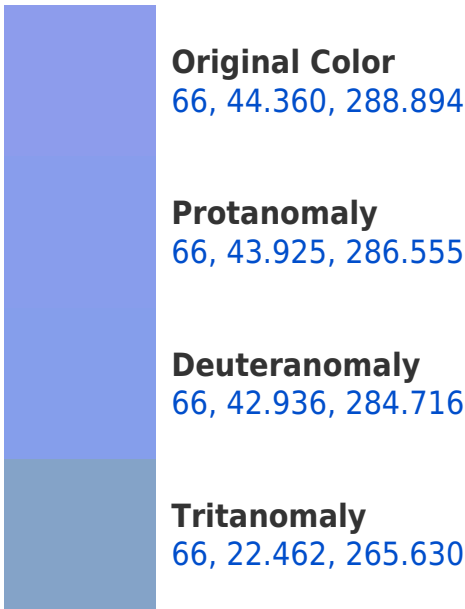 Original Color
66, 44.360, 288.894
Protanomaly
66, 43.925, 286.555
Deuteranomaly
66, 42.936, 284.716
Tritanomaly
66, 22.462, 265.630